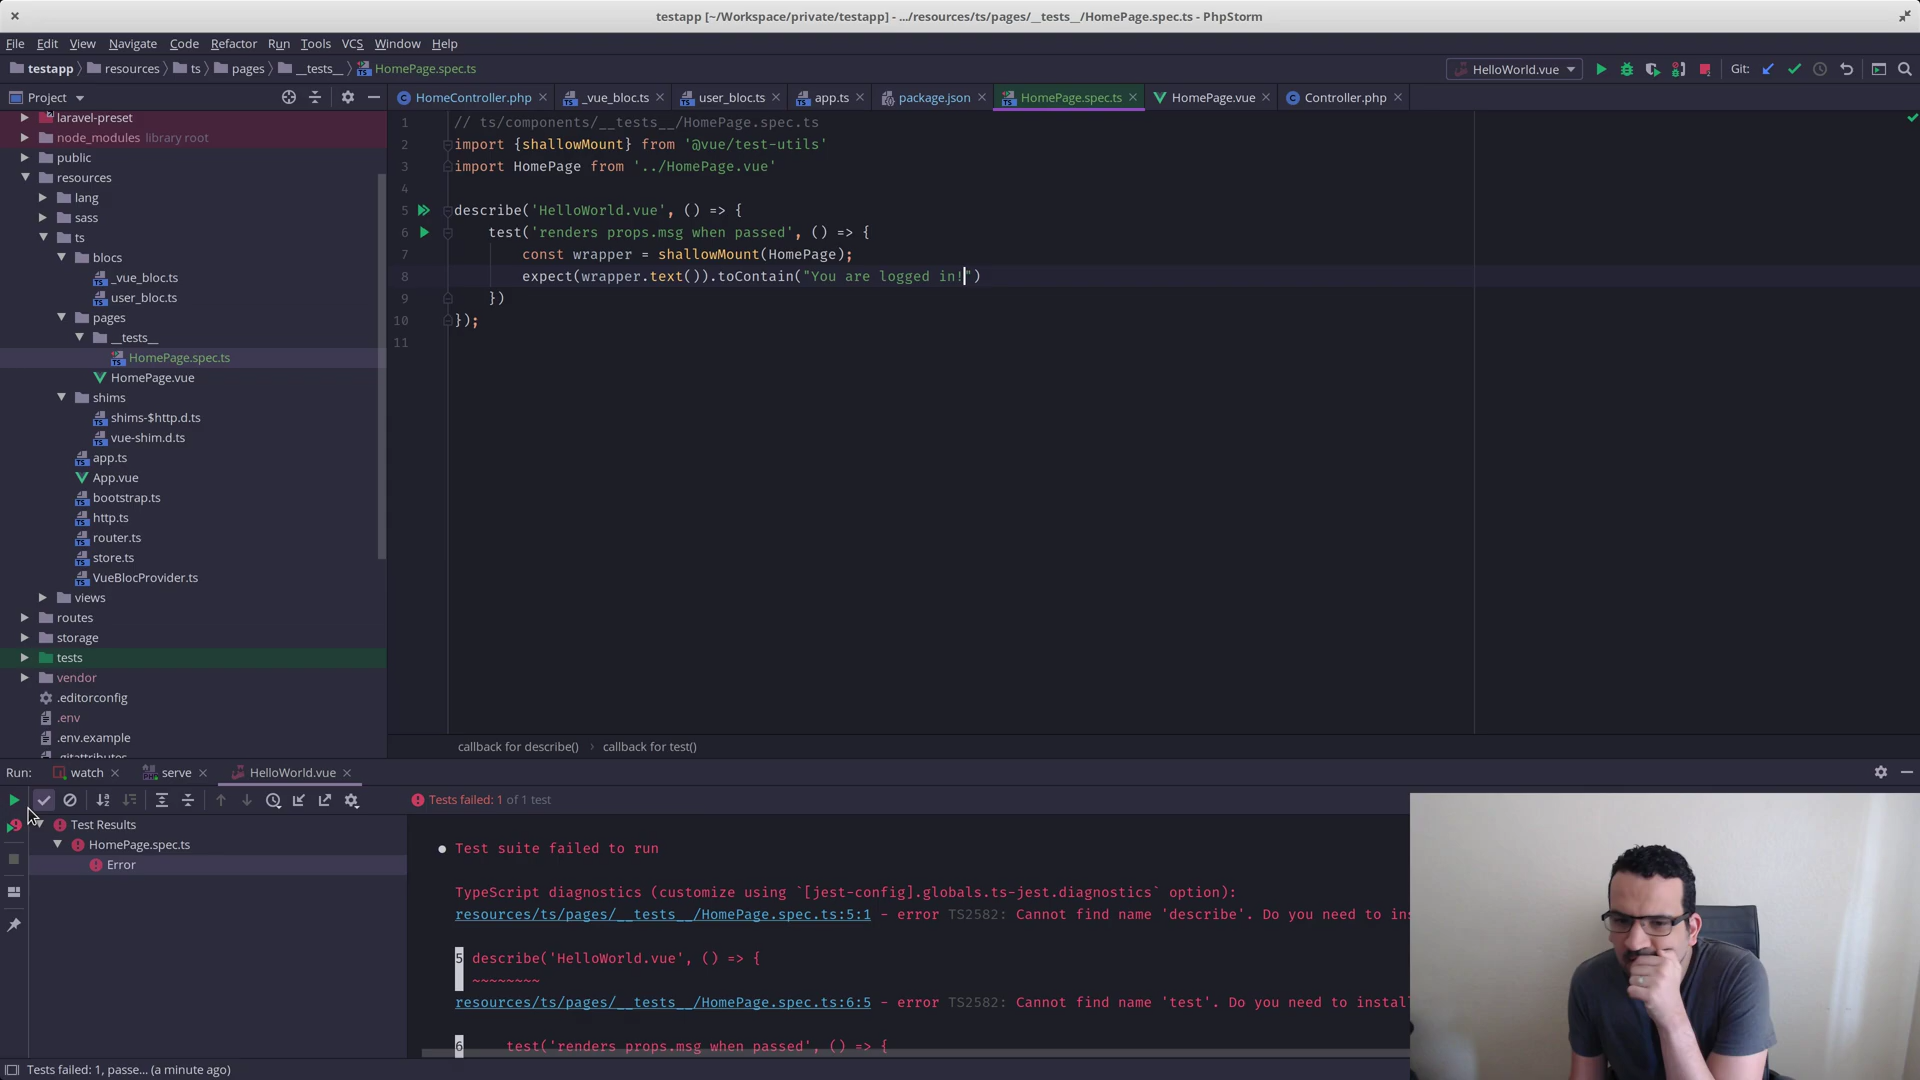 testapp [~/Workspace/private/testapp] - .../resources/ts/pages/__tests__/HomePage.spec.ts - PhpStorm
File Edit View Navigate Code Refactor Run Tools VCS Window Help
testapp resources ts pages __tests__ HomePage.spec.ts
HelloWorld.vue Git:
Project
HomeController.php _vue_bloc.ts user_bloc.ts app.ts package.json HomePage.spec.ts HomePage.vue Controller.php
laravel-preset
node_modules library root
public
resources
lang
sass
ts
blocs
_vue_bloc.ts
user_bloc.ts
pages
__tests__
HomePage.spec.ts
HomePage.vue
shims
shims-$http.d.ts
vue-shim.d.ts
app.ts
App.vue
bootstrap.ts
http.ts
router.ts
store.ts
VueBlocProvider.ts
views
routes
storage
tests
vendor
.editorconfig
.env
.env.example
.gitattributes
1 // ts/components/__tests__/HomePage.spec.ts
2 import {shallowMount} from '@vue/test-utils'
3 import HomePage from '../HomePage.vue'
4
5 describe('HelloWorld.vue', () => {
6 test('renders props.msg when passed', () => {
7 const wrapper = shallowMount(HomePage);
8 expect(wrapper.text()).toContain("You are logged in!")
9 })
10 });
11
callback for describe() › callback for test()
Run: watch serve HelloWorld.vue
Tests failed: 1 of 1 test
Test Results
HomePage.spec.ts
Error
● Test suite failed to run
TypeScript diagnostics (customize using `[jest-config].globals.ts-jest.diagnostics` option):
resources/ts/pages/__tests__/HomePage.spec.ts:5:1 - error TS2582: Cannot find name 'describe'. Do you need to ins
5 describe('HelloWorld.vue', () => {
~~~~~~~~
resources/ts/pages/__tests__/HomePage.spec.ts:6:5 - error TS2582: Cannot find name 'test'. Do you need to instal
6 test('renders props.msg when passed', () => {
Tests failed: 1, passe... (a minute ago)